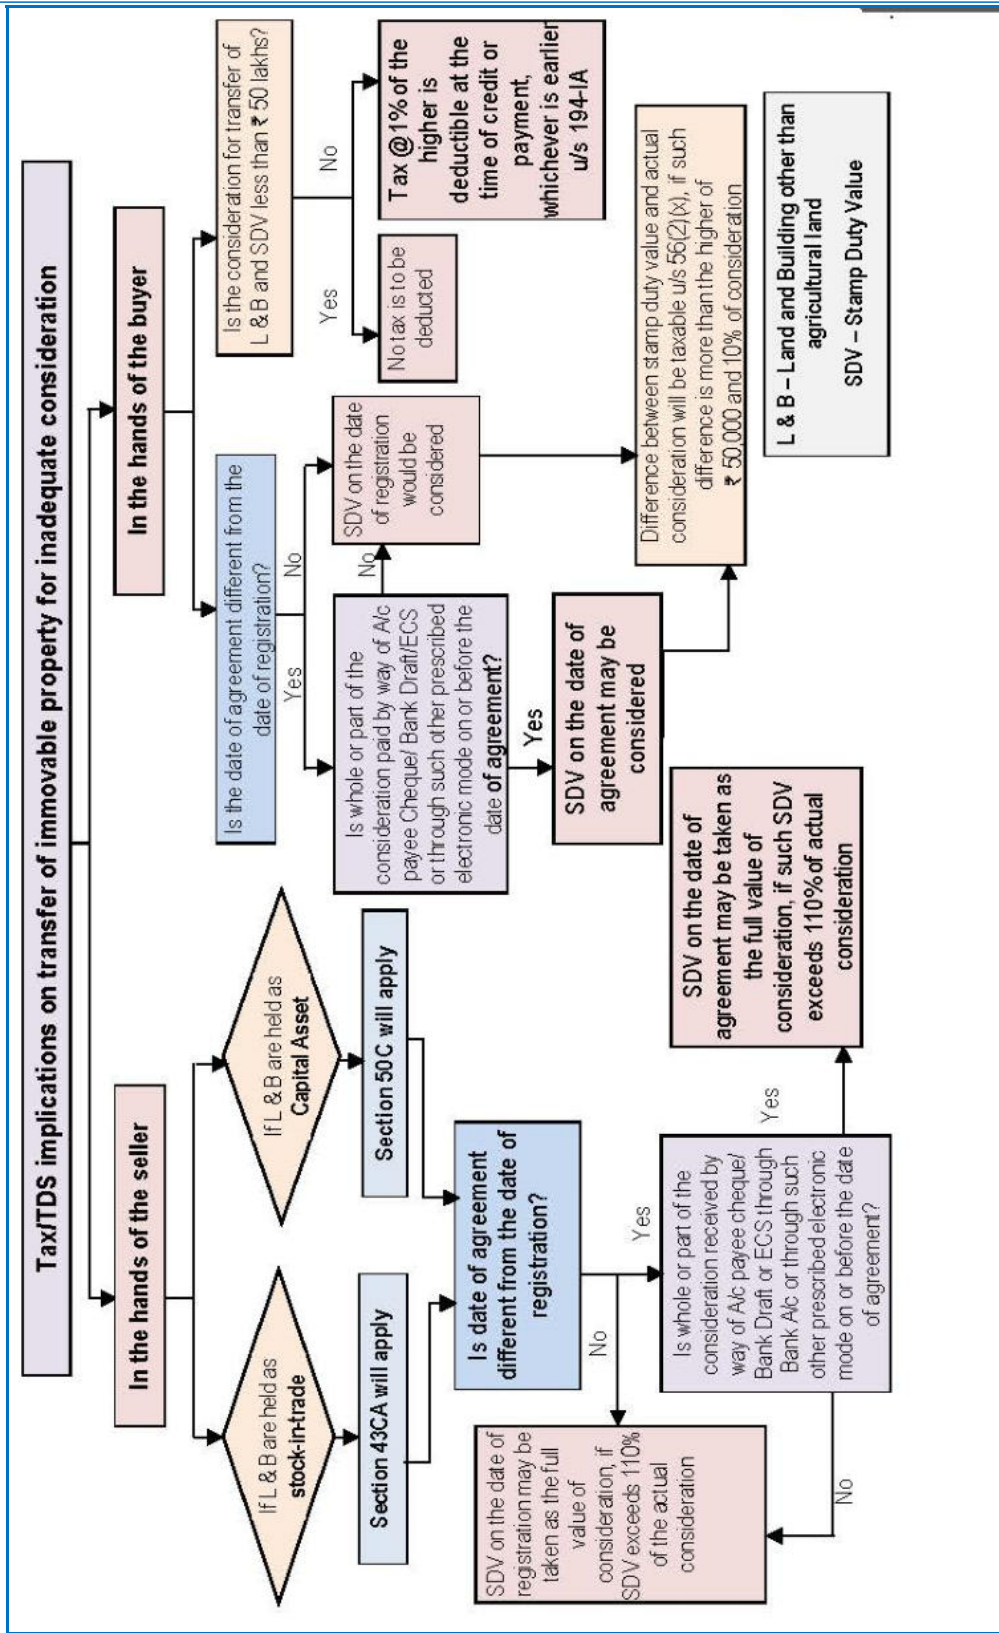 Tax/TDS implications on transfer of immovable property for inadequate consideration
In the hands of the seller
In the hands of the buyer
If L & B are held as
stock-in-trade
If L & B are held as
Capital Asset
Section 43CA will apply
Section 50C will apply
Is date of agreement
different from the date of
registration?
No
Yes
SDV on the date of
registration may be
taken as the full
value of
consideration, if
SDV exceeds 110%
of the actual
consideration
Is whole or part of the
consideration received by
way of A/c payee cheque/
Bank Draft or ECS through
Bank A/c or through such
other prescribed electronic
mode on or before the date
of agreement?
No
Yes
SDV on the date of
agreement may be taken as
the full value of
consideration, if such SDV
exceeds 110% of actual
consideration
Is the date of agreement different from the
date of registration?
Yes
No
Is whole or part of the
consideration paid by way of A/c
payee Cheque/ Bank Draft/ECS
or through such other prescribed
electronic mode on or before the
date of agreement?
No
SDV on the date
of registration
would be
considered
Yes
SDV on the date of
agreement may be
considered
Is the consideration for transfer of
L & B and SDV less than ₹ 50 lakhs?
Yes
No
No tax is to be
deducted
Tax @1% of the
higher is
deductible at the
time of credit or
payment,
whichever is earlier
u/s 194-IA
Difference between stamp duty value and actual
consideration will be taxable u/s 56(2)(x), if such
difference is more than the higher of
₹ 50,000 and 10% of consideration
L & B – Land and Building other than
agricultural land
SDV – Stamp Duty Value